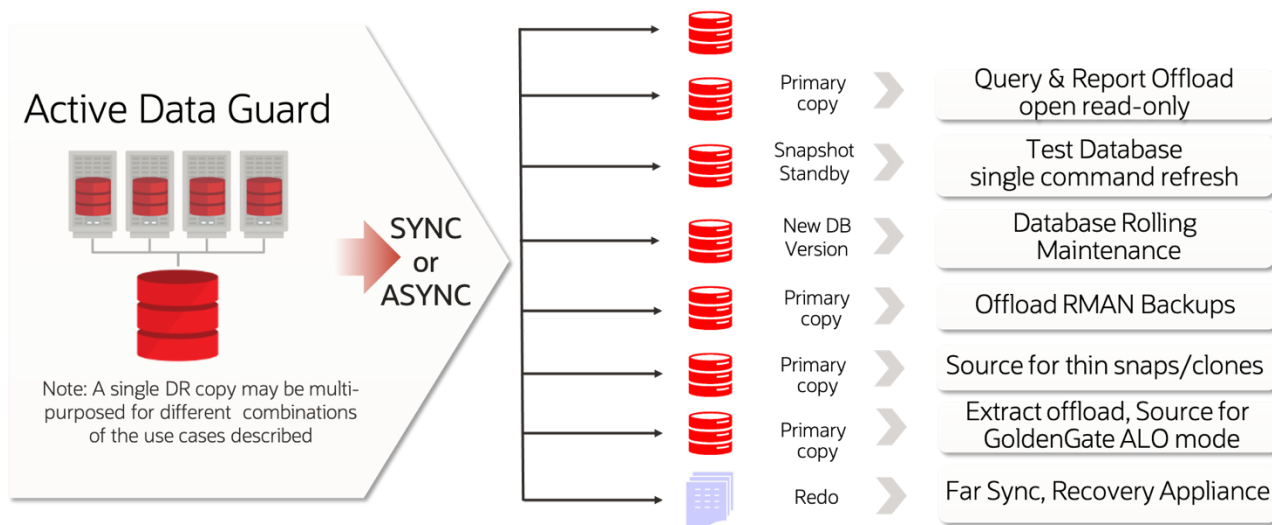 Active Data Guard
SYNC
or
ASYNC
Note: A single DR copy may be multi-
purposed for different combinations
of the use cases described
Primary
copy
Query & Report Offload
open read-only
Snapshot
Standby
Test Database
single command refresh
New DB
Version
Database Rolling
Maintenance
Primary
copy
Offload RMAN Backups
Primary
copy
Source for thin snaps/clones
Primary
copy
Extract offload, Source for
GoldenGate ALO mode
Redo
Far Sync, Recovery Appliance